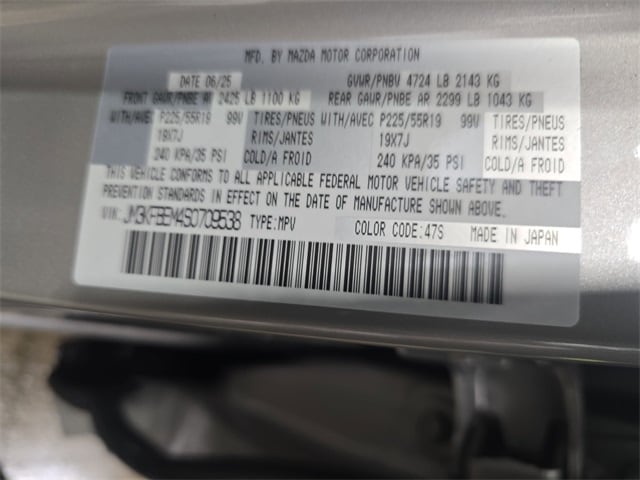 MFD. BY MAZDA MOTOR CORPORATION
DATE 06/25 GVWR/PNBV 4724 LB 2143 KG
FRONT GAWR/PNBE AV 2425 LB 1100 KG REAR GAWR/PNBE AR 2299 LB 1043 KG
WITH/AVEC P225/55R19 99V TIRES/PNEUS WITH/AVEC P225/55R19 99V TIRES/PNEUS
19X7J RIMS/JANTES 19X7J RIMS/JANTES
240 KPA/35 PSI COLD/A FROID 240 KPA/35 PSI COLD/A FROID
THIS VEHICLE CONFORMS TO ALL APPLICABLE FEDERAL MOTOR VEHICLE SAFETY AND THEFT
PREVENTION STANDARDS IN EFFECT ON THE DATE OF MANUFACTURE SHOWN ABOVE.
VIN: TYPE:MPV COLOR CODE:47S MADE IN JAPAN